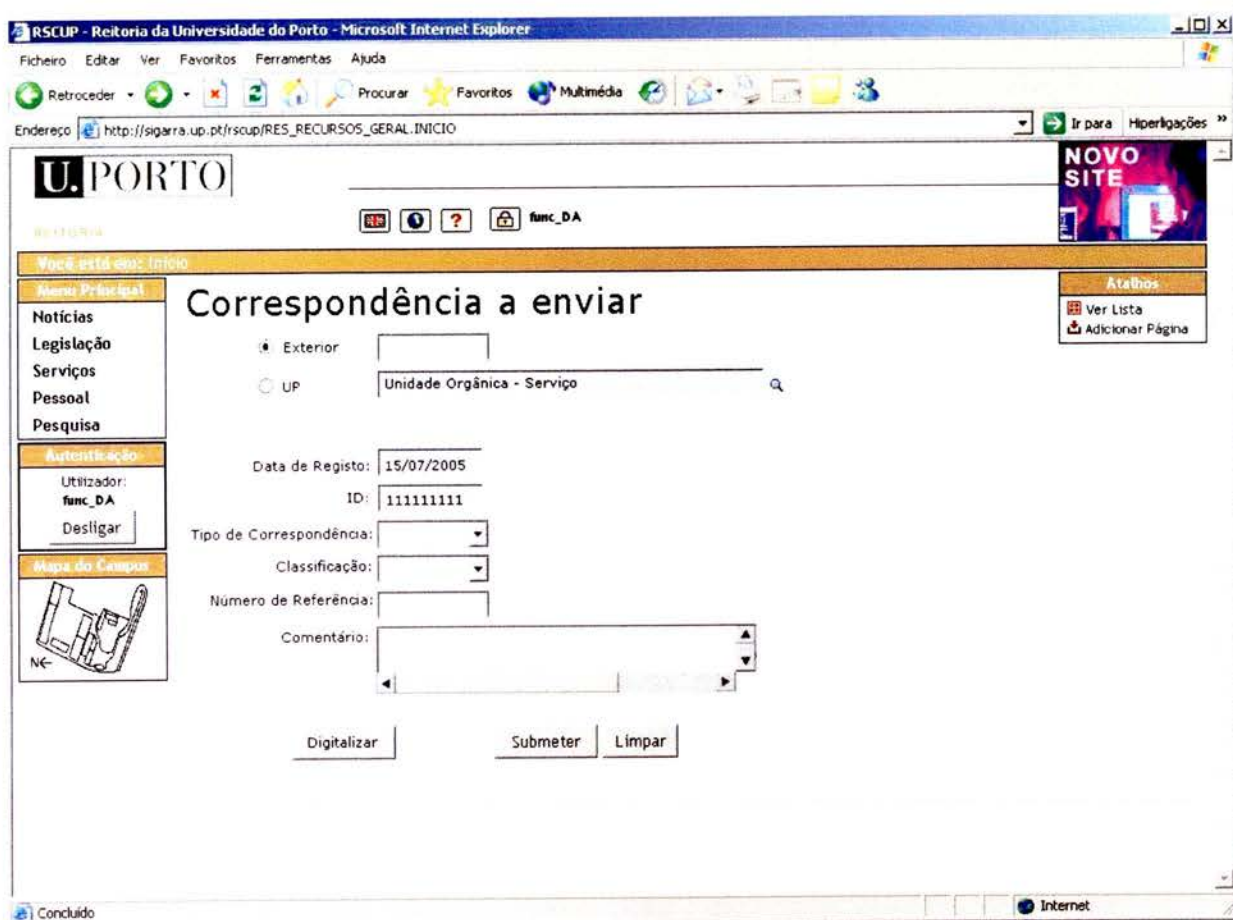 RSCUP - Reitoria da Universidade do Porto - Microsoft Internet Explorer
Ficheiro Editar Ver Favoritos Ferramentas Ajuda
Retroceder Procurar Favoritos Multimédia
Endereço http://sigarra.up.pt/rscup/RES_RECURSOS_GERAL.INICIO Ir para Hiperligações »
U.PORTO
NOVO
SITE
? func_DA
REITORIA
Você está em: Início
Menu Principal
Notícias
Legislação
Serviços
Pessoal
Pesquisa
Autenticação
Utilizador:
func_DA
Desligar
Mapa do Campus
N←
Correspondência a enviar
Exterior
UP Unidade Orgânica - Serviço
Data de Registo: 15/07/2005
ID: 111111111
Tipo de Correspondência:
Classificação:
Número de Referência:
Comentário:
Digitalizar Submeter Limpar
Atalhos
Ver Lista
Adicionar Página
Concluído Internet